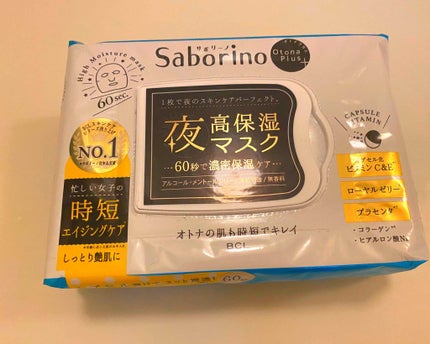 High Moisture mask
60 sec.
サボリーノ
Saborino
Otona
Plus
1枚で夜のスキンケアパーフェクト。
夜 高保湿
マスク
60秒で濃密保湿ケア
NO.1
忙しい女子の
時短
エイジングケア
しっとり艶肌に
CAPSULE
VITAMIN
ビタミンC&E
ローヤルゼリー
プラセンタ
・コラーゲン
・ヒアルロン酸Na
オトナの肌も時短でキレイ
BCL